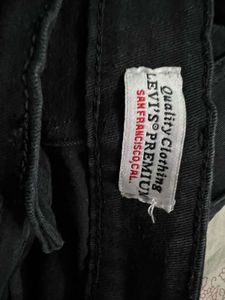 Quality Clothing
LEVI'S® PREMIUM
SAN FRANCISCO, CAL.